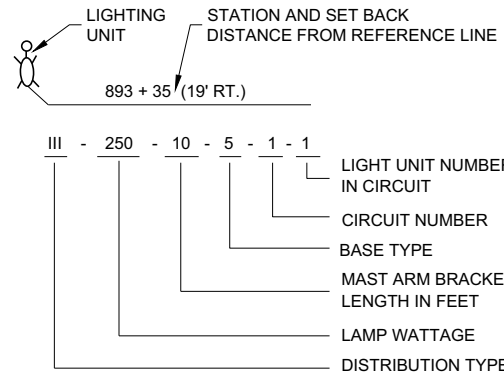 LIGHTING
UNIT
STATION AND SET BACK
DISTANCE FROM REFERENCE LINE
893 + 35 (19' RT.)
III - 250 - 10 - 5 - 1 - 1
LIGHT UNIT NUMBER
IN CIRCUIT
CIRCUIT NUMBER
BASE TYPE
MAST ARM BRACKE
LENGTH IN FEET
LAMP WATTAGE
DISTRIBUTION TYPE